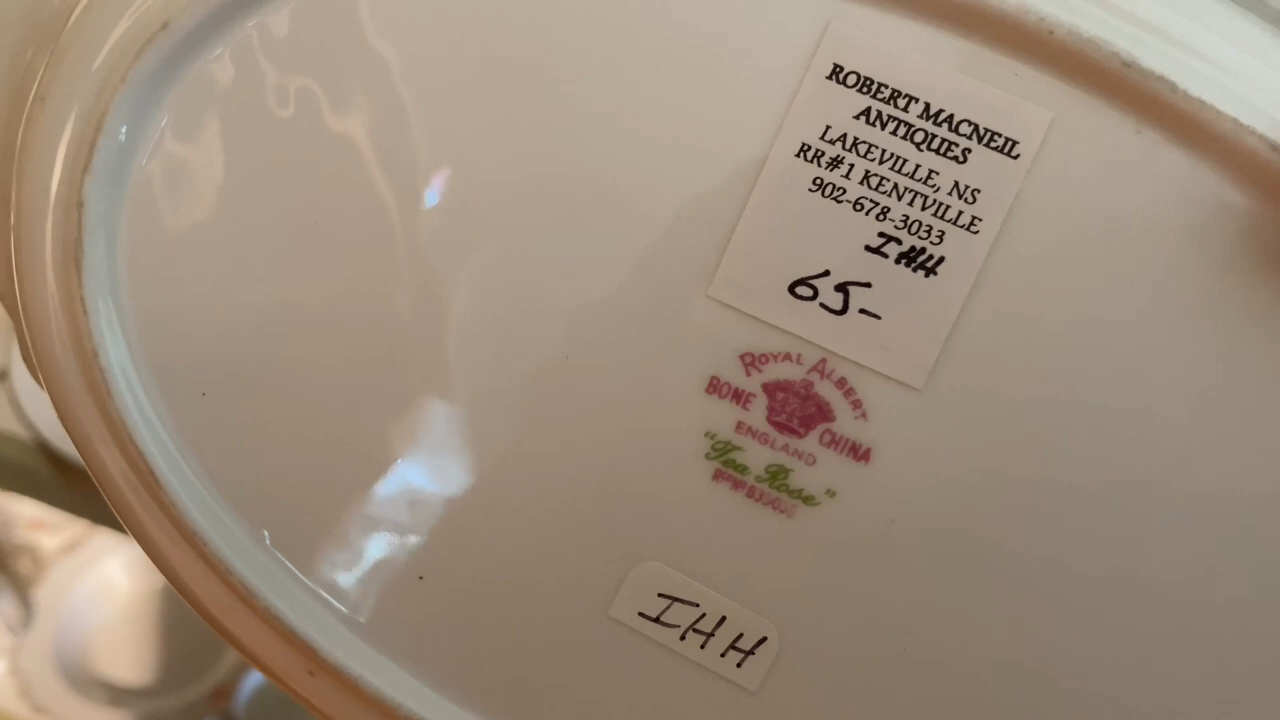 ROBERT MACNEIL
ANTIQUES
LAKEVILLE, NS
RR#1 KENTVILLE
902-678-3033
IHH
65-
ROYAL ALBERT
BONE CHINA
ENGLAND
"Tea Rose"
IHH